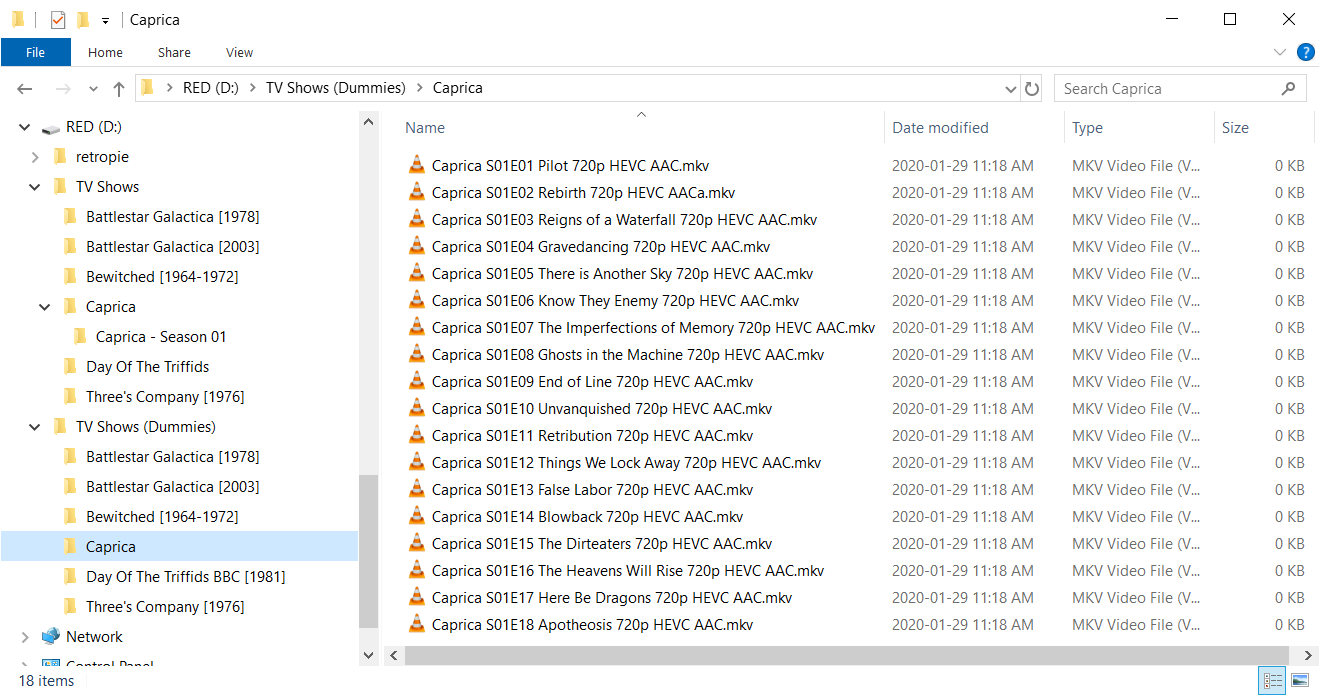 Caprica
File Home Share View
RED (D:) > TV Shows (Dummies) > Caprica Search Caprica
RED (D:)
retropie
TV Shows
Battlestar Galactica [1978]
Battlestar Galactica [2003]
Bewitched [1964-1972]
Caprica
Caprica - Season 01
Day Of The Triffids
Three's Company [1976]
TV Shows (Dummies)
Battlestar Galactica [1978]
Battlestar Galactica [2003]
Bewitched [1964-1972]
Caprica
Day Of The Triffids BBC [1981]
Three's Company [1976]
Network
Control Panel
Name Date modified Type Size
Caprica S01E01 Pilot 720p HEVC AAC.mkv 2020-01-29 11:18 AM MKV Video File (V... 0 KB
Caprica S01E02 Rebirth 720p HEVC AACa.mkv 2020-01-29 11:18 AM MKV Video File (V... 0 KB
Caprica S01E03 Reigns of a Waterfall 720p HEVC AAC.mkv 2020-01-29 11:18 AM MKV Video File (V... 0 KB
Caprica S01E04 Gravedancing 720p HEVC AAC.mkv 2020-01-29 11:18 AM MKV Video File (V... 0 KB
Caprica S01E05 There is Another Sky 720p HEVC AAC.mkv 2020-01-29 11:18 AM MKV Video File (V... 0 KB
Caprica S01E06 Know They Enemy 720p HEVC AAC.mkv 2020-01-29 11:18 AM MKV Video File (V... 0 KB
Caprica S01E07 The Imperfections of Memory 720p HEVC AAC.mkv 2020-01-29 11:18 AM MKV Video File (V... 0 KB
Caprica S01E08 Ghosts in the Machine 720p HEVC AAC.mkv 2020-01-29 11:18 AM MKV Video File (V... 0 KB
Caprica S01E09 End of Line 720p HEVC AAC.mkv 2020-01-29 11:18 AM MKV Video File (V... 0 KB
Caprica S01E10 Unvanquished 720p HEVC AAC.mkv 2020-01-29 11:18 AM MKV Video File (V... 0 KB
Caprica S01E11 Retribution 720p HEVC AAC.mkv 2020-01-29 11:18 AM MKV Video File (V... 0 KB
Caprica S01E12 Things We Lock Away 720p HEVC AAC.mkv 2020-01-29 11:18 AM MKV Video File (V... 0 KB
Caprica S01E13 False Labor 720p HEVC AAC.mkv 2020-01-29 11:18 AM MKV Video File (V... 0 KB
Caprica S01E14 Blowback 720p HEVC AAC.mkv 2020-01-29 11:18 AM MKV Video File (V... 0 KB
Caprica S01E15 The Dirteaters 720p HEVC AAC.mkv 2020-01-29 11:18 AM MKV Video File (V... 0 KB
Caprica S01E16 The Heavens Will Rise 720p HEVC AAC.mkv 2020-01-29 11:18 AM MKV Video File (V... 0 KB
Caprica S01E17 Here Be Dragons 720p HEVC AAC.mkv 2020-01-29 11:18 AM MKV Video File (V... 0 KB
Caprica S01E18 Apotheosis 720p HEVC AAC.mkv 2020-01-29 11:18 AM MKV Video File (V... 0 KB
18 items